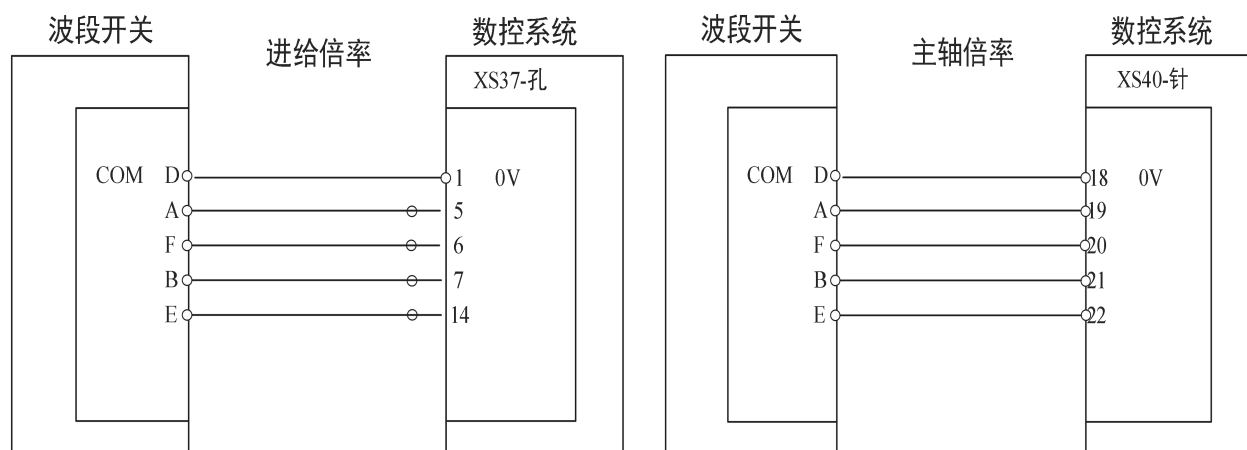 波段开关
进给倍率
数控系统
XS37-孔
COM D 1 0V
A 5
F 6
B 7
E 14
波段开关
主轴倍率
数控系统
XS40-针
COM D 18 0V
A 19
F 20
B 21
E 22